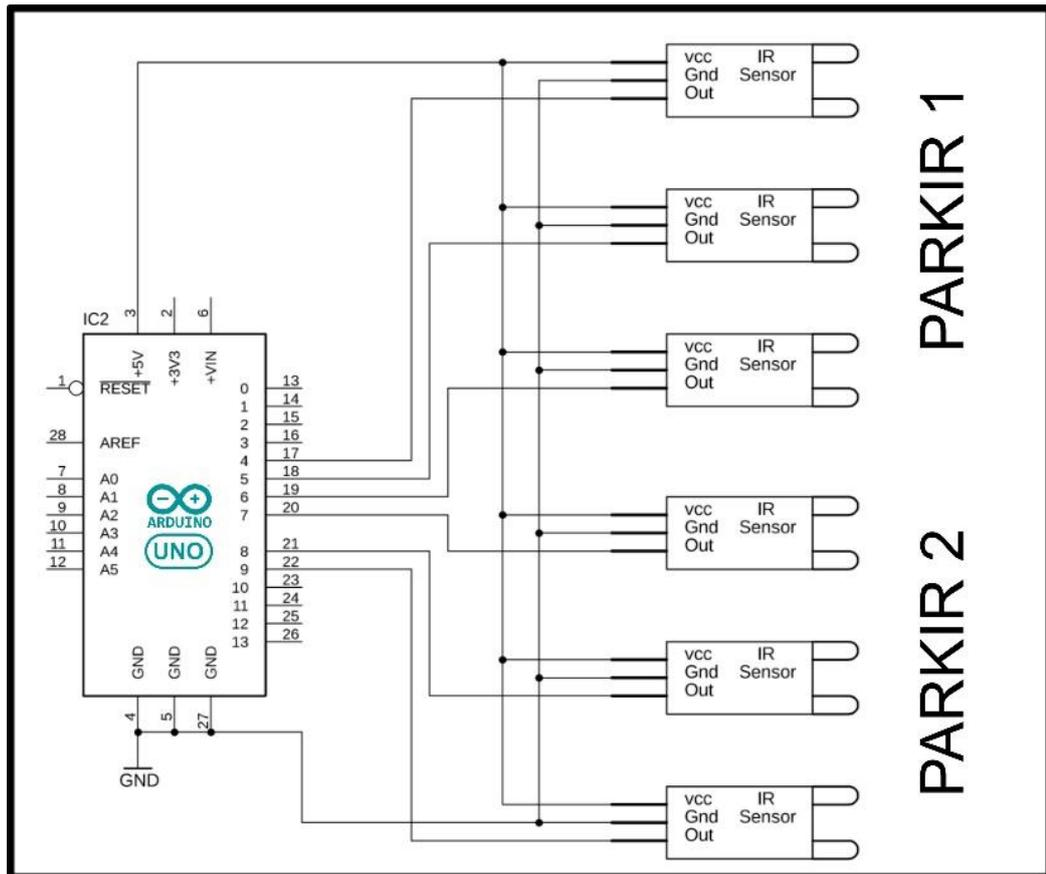 vcc IR
Gnd Sensor
Out
PARKIR 1
vcc IR
Gnd Sensor
Out
vcc IR
Gnd Sensor
Out
IC2
3
2
6
+5V
+3V3
+VIN
1 RESET
28 AREF
7 A0
8 A1
9 A2
10 A3
11 A4
12 A5
ARDUINO
UNO
0 13
1 14
2 15
3 16
4 17
5 18
6 19
7 20
8 21
9 22
10 23
11 24
12 25
13 26
GND
GND
GND
4
5
27
GND
vcc IR
Gnd Sensor
Out
PARKIR 2
vcc IR
Gnd Sensor
Out
vcc IR
Gnd Sensor
Out